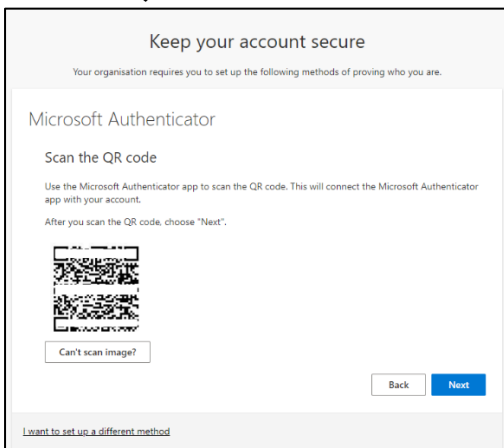 Keep your account secure
Your organisation requires you to set up the following methods of proving who you are.
Microsoft Authenticator
Scan the QR code
Use the Microsoft Authenticator app to scan the QR code. This will connect the Microsoft Authenticator
app with your account.
After you scan the QR code, choose "Next".
Can't scan image?
Back Next
I want to set up a different method